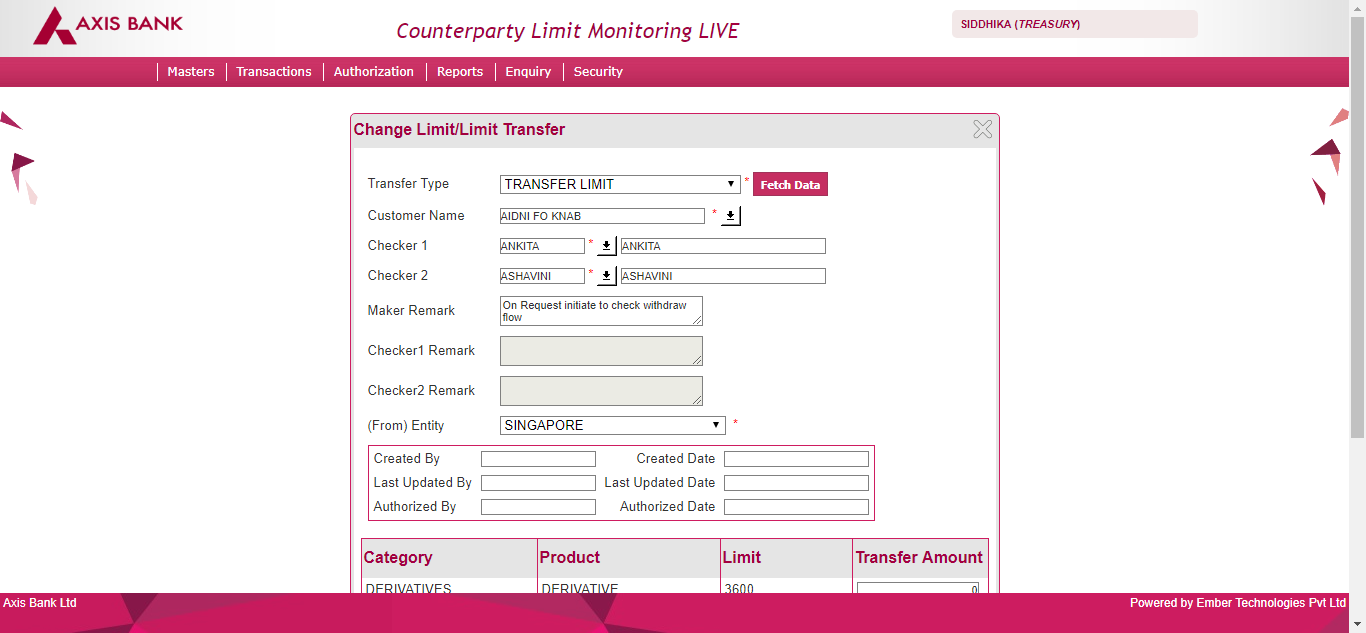 AXIS BANK
Counterparty Limit Monitoring LIVE
SIDDHIKA (TREASURY)
Masters Transactions Authorization Reports Enquiry Security
Change Limit/Limit Transfer
Transfer Type TRANSFER LIMIT * Fetch Data
Customer Name AIDNI FO KNAB *
Checker 1 ANKITA * ANKITA
Checker 2 ASHAVINI * ASHAVINI
Maker Remark On Request initiate to check withdraw
flow
Checker1 Remark
Checker2 Remark
(From) Entity SINGAPORE *
Created By Created Date
Last Updated By Last Updated Date
Authorized By Authorized Date
Category Product Limit Transfer Amount
DERIVATIVES DERIVATIVE 3600 0
Axis Bank Ltd Powered by Ember Technologies Pvt Ltd